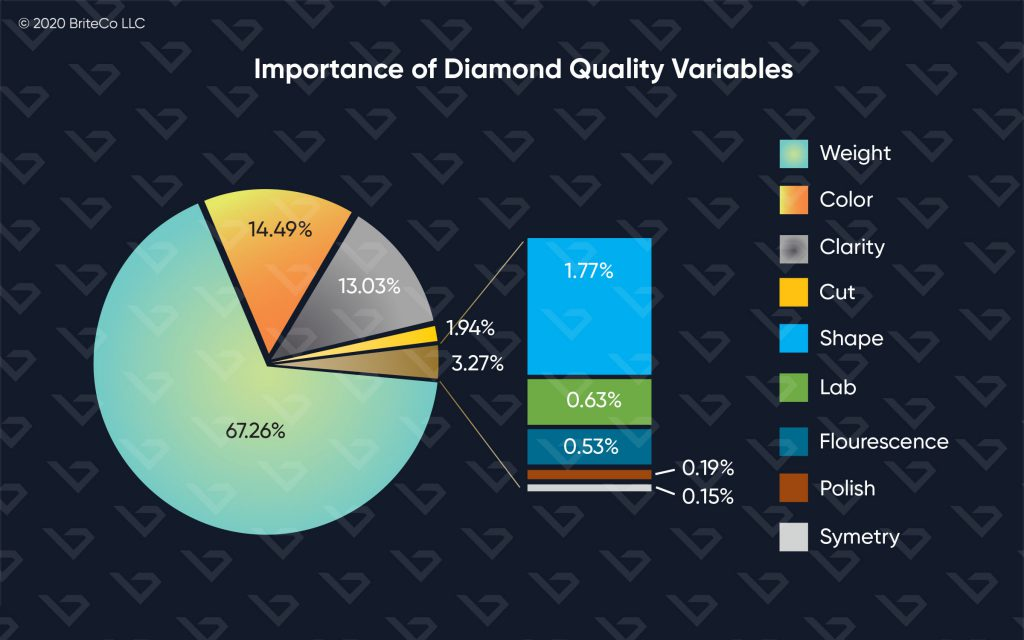 © 2020 BriteCo LLC
Importance of Diamond Quality Variables
14.49%
13.03%
1.94%
3.27%
67.26%
1.77%
0.63%
0.53%
0.19%
0.15%
Weight
Color
Clarity
Cut
Shape
Lab
Flourescence
Polish
Symetry